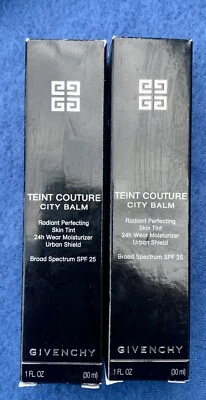 TEINT COUTURE
CITY BALM
Radiant Perfecting
Skin Tint
24h Wear Moisturizer
Urban Shield
Broad Spectrum SPF 25
GIVENCHY
1 FL. OZ (30 ml)
TEINT COUTURE
CITY BALM
Radiant Perfecting
Skin Tint
24h Wear Moisturizer
Urban Shield
Broad Spectrum SPF 25
GIVENCHY
1 FL. OZ (30 ml)